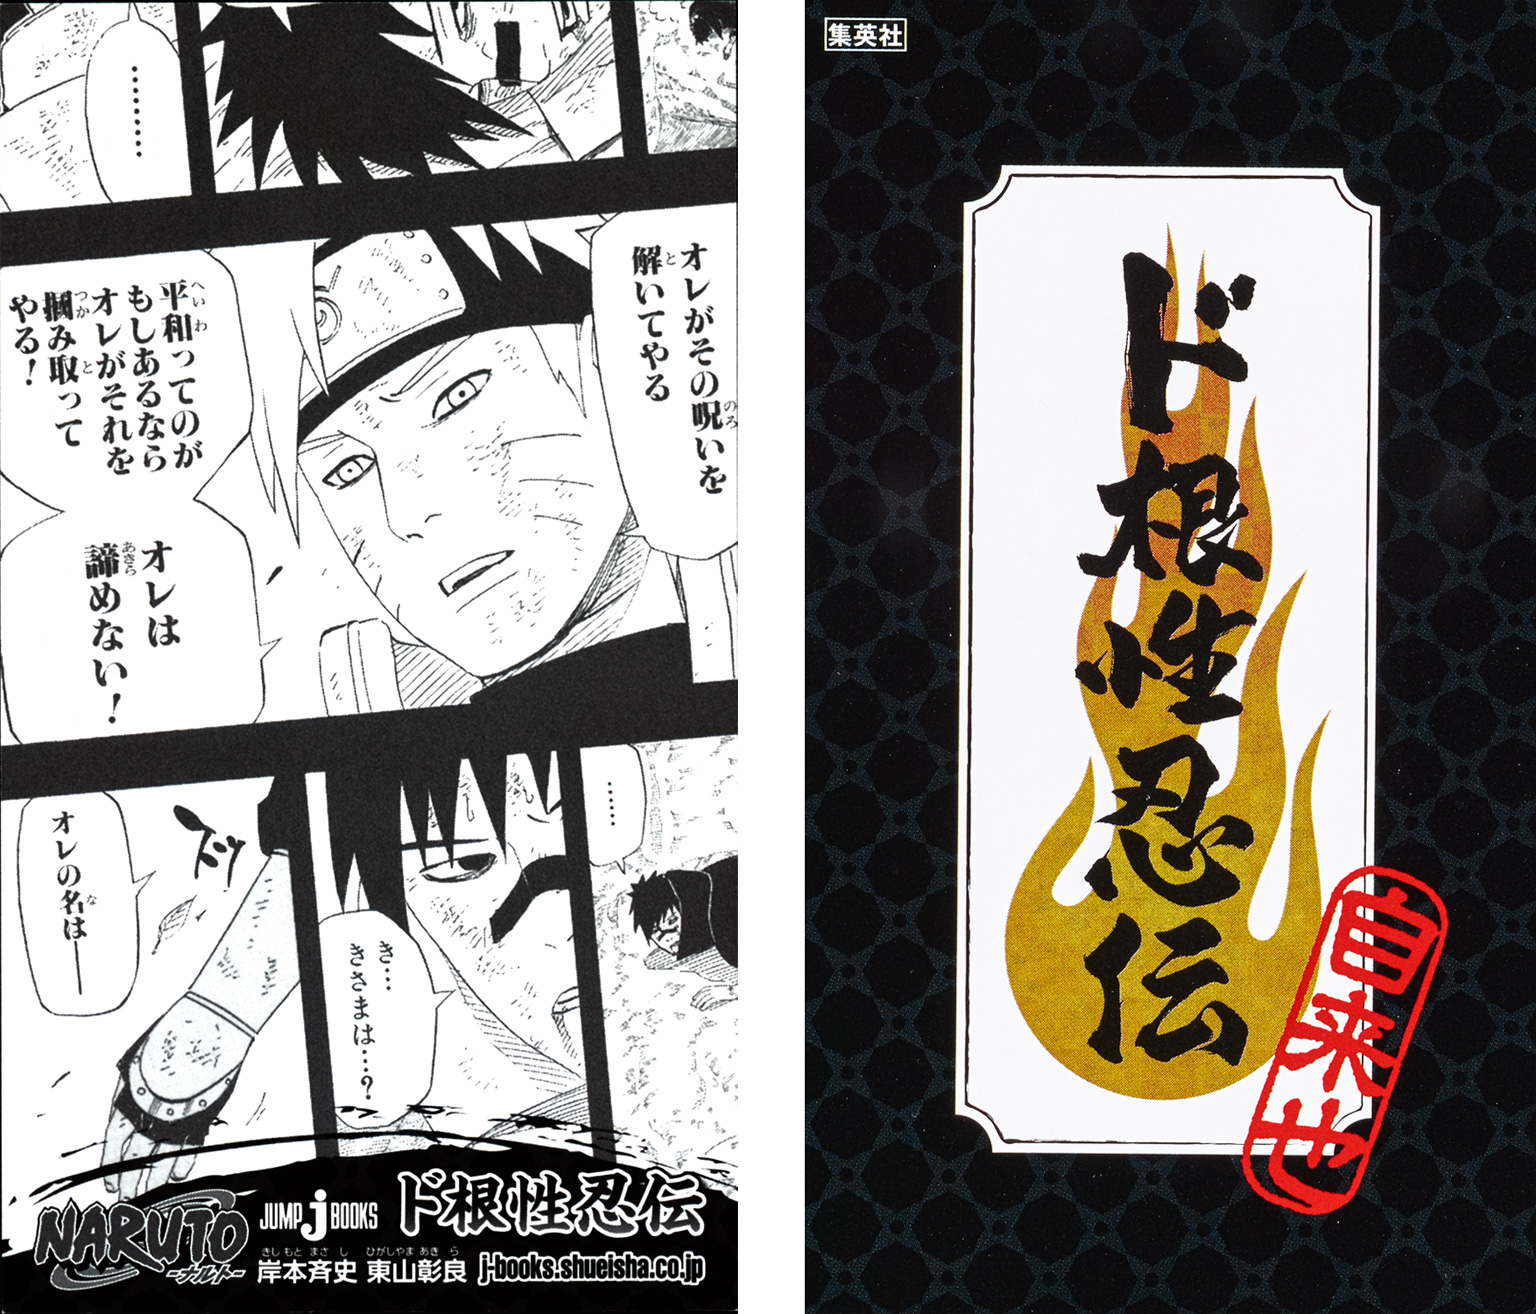 ………
オレがその呪いを
解いてやる
平和ってのが
もしあるなら
オレがそれを
掴み取って
やる！
オレは
諦めない！
……
き…
きさまは…？
ドッ
オレの名は――
NARUTO
-ナルト-
JUMP j BOOKS
ド根性忍伝
岸本斉史 東山彰良
j-books.shueisha.co.jp
集英社
ド根性忍伝
自来也